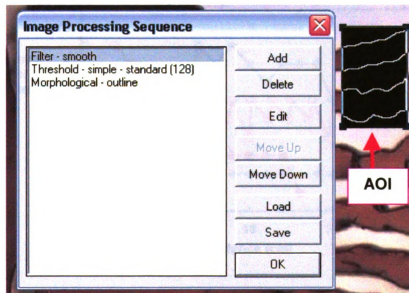 Image Processing Sequence
Filter - smooth
Threshold - simple - standard (128)
Morphological - outline
Add
Delete
Edit
Move Up
Move Down
Load
Save
OK
AOI